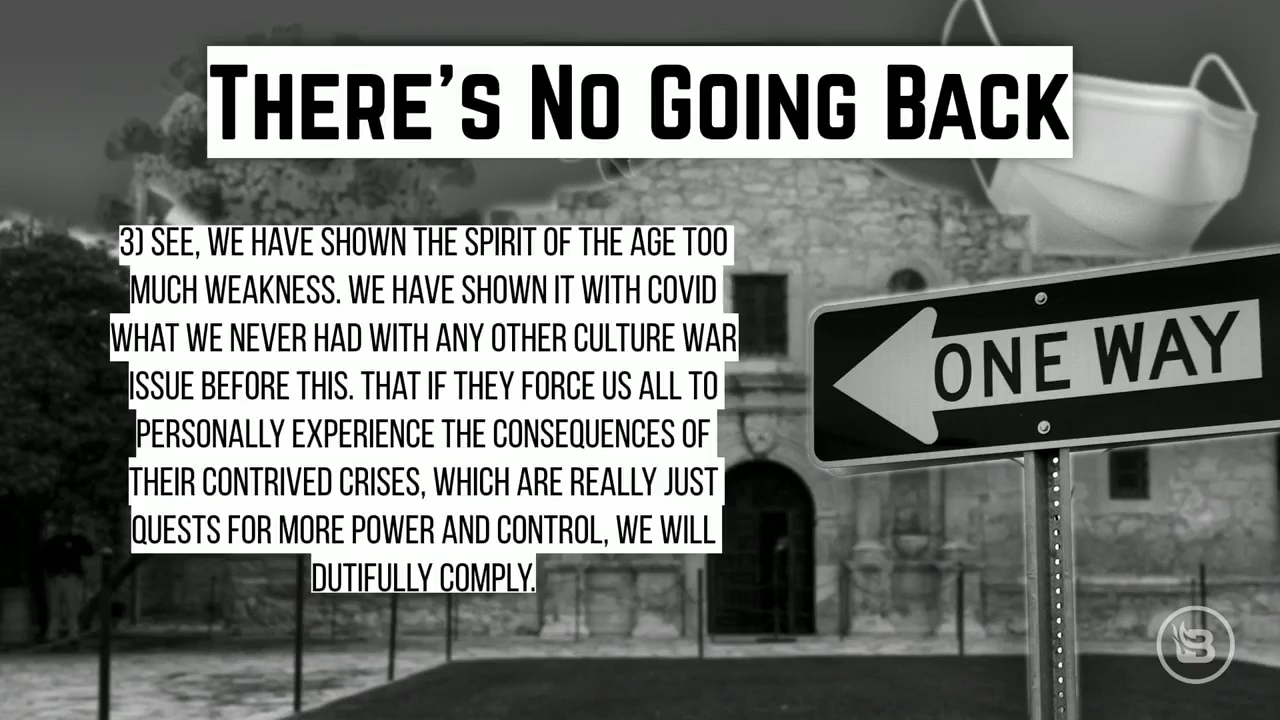 THERE'S NO GOING BACK
3) SEE, WE HAVE SHOWN THE SPIRIT OF THE AGE TOO
MUCH WEAKNESS. WE HAVE SHOWN IT WITH COVID
WHAT WE NEVER HAD WITH ANY OTHER CULTURE WAR
ISSUE BEFORE THIS. THAT IF THEY FORCE US ALL TO
PERSONALLY EXPERIENCE THE CONSEQUENCES OF
THEIR CONTRIVED CRISES, WHICH ARE REALLY JUST
QUESTS FOR MORE POWER AND CONTROL, WE WILL
DUTIFULLY COMPLY.
ONE WAY
B